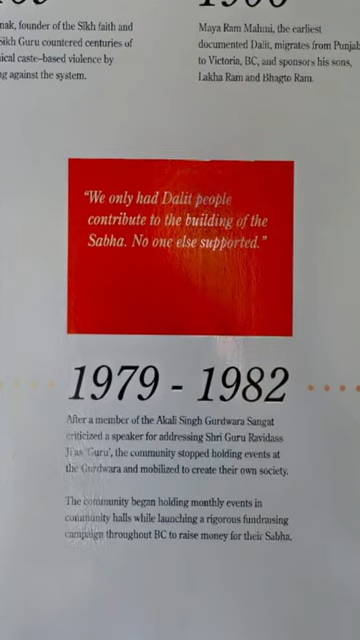 nak, founder of the Sikh faith and
Sikh Guru countered centuries of
ical caste-based violence by
g against the system.
1906
Maya Ram Mahmi, the earliest
documented Dalit, migrates from Punjab
to Victoria, BC, and sponsors his sons,
Lakha Ram and Bhagto Ram.
"We only had Dalit people
contribute to the building of the
Sabha. No one else supported."
1979 - 1982
After a member of the Akali Singh Gurdwara Sangat
criticized a speaker for addressing Shri Guru Ravidass
Ji as 'Guru', the community stopped holding events at
the Gurdwara and mobilized to create their own society.
The community began holding monthly events in
community halls while launching a rigorous fundraising
campaign throughout BC to raise money for their Sabha.